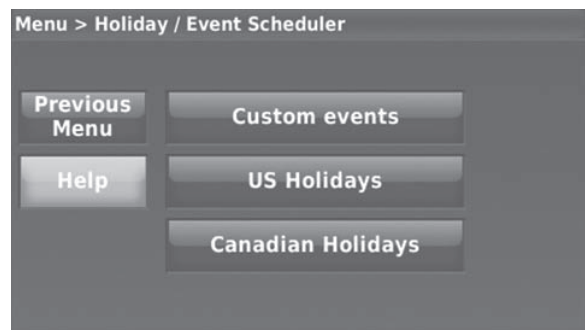 Menu > Holiday / Event Scheduler
Previous
Menu
Custom events
Help
US Holidays
Canadian Holidays